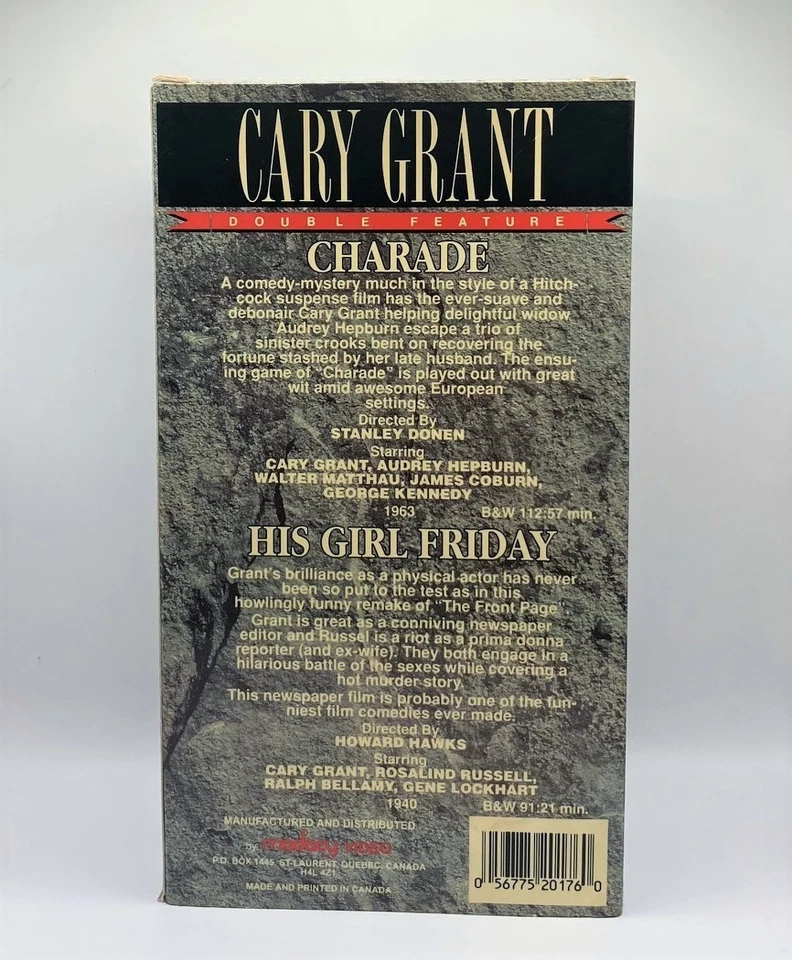 CARY GRANT
DOUBLE FEATURE
CHARADE
A comedy-mystery much in the style of a Hitch-
cock suspense film has the ever-suave and
debonair Cary Grant helping delightful widow
Audrey Hepburn escape a trio of
sinister crooks bent on recovering the
fortune stashed by her late husband. The ensu-
ing game of "Charade" is played out with great
wit amid awesome European
settings.
Directed By
STANLEY DONEN
Starring
CARY GRANT, AUDREY HEPBURN,
WALTER MATTHAU, JAMES COBURN,
GEORGE KENNEDY
1963 B&W 112:57 min.
HIS GIRL FRIDAY
Grant's brilliance as a physical actor has never
been so put to the test as in this
howlingly funny remake of "The Front Page"
Grant is great as a conniving newspaper
editor and Russel is a riot as a prima donna
reporter (and ex-wife). They both engage in a
hilarious battle of the sexes while covering a
hot murder story
This newspaper film is probably one of the fun-
niest film comedies ever made.
Directed By
HOWARD HAWKS
Starring
CARY GRANT, ROSALIND RUSSELL,
RALPH BELLAMY, GENE LOCKHART
1940 B&W 91:21 min.
MANUFACTURED AND DISTRIBUTED
by madacy video
P.O. BOX 1445, ST-LAURENT, QUEBEC, CANADA
H4L 4Z1
MADE AND PRINTED IN CANADA
0 56775 20176 0